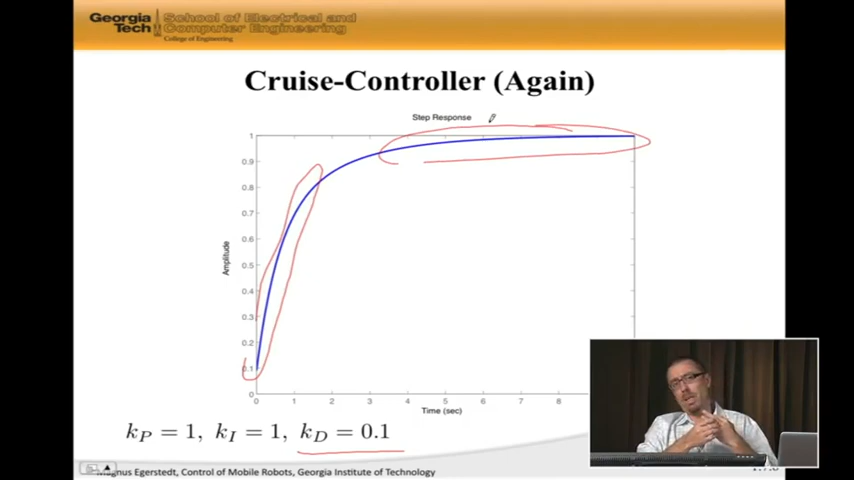 Georgia Tech
School of Electrical and
Computer Engineering
College of Engineering
Cruise-Controller (Again)
Step Response
1
0.9
0.8
0.7
0.6
0.5
0.4
0.3
0.2
0.1
0
Amplitude
0 1 2 3 4 5 6 7 8
Time (sec)
kP = 1, kI = 1, kD = 0.1
Magnus Egerstedt, Control of Mobile Robots, Georgia Institute of Technology